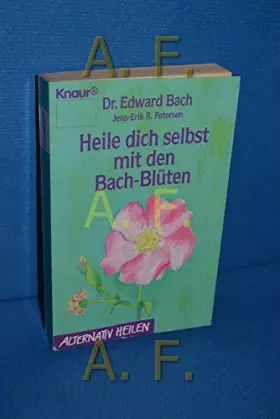 A. F.
Knaur®
Dr. Edward Bach
Jens-Erik R. Petersen
Heile dich selbst
mit den
Bach-Blüten
A. F.
ALTERNATIV HEILEN
A. F.